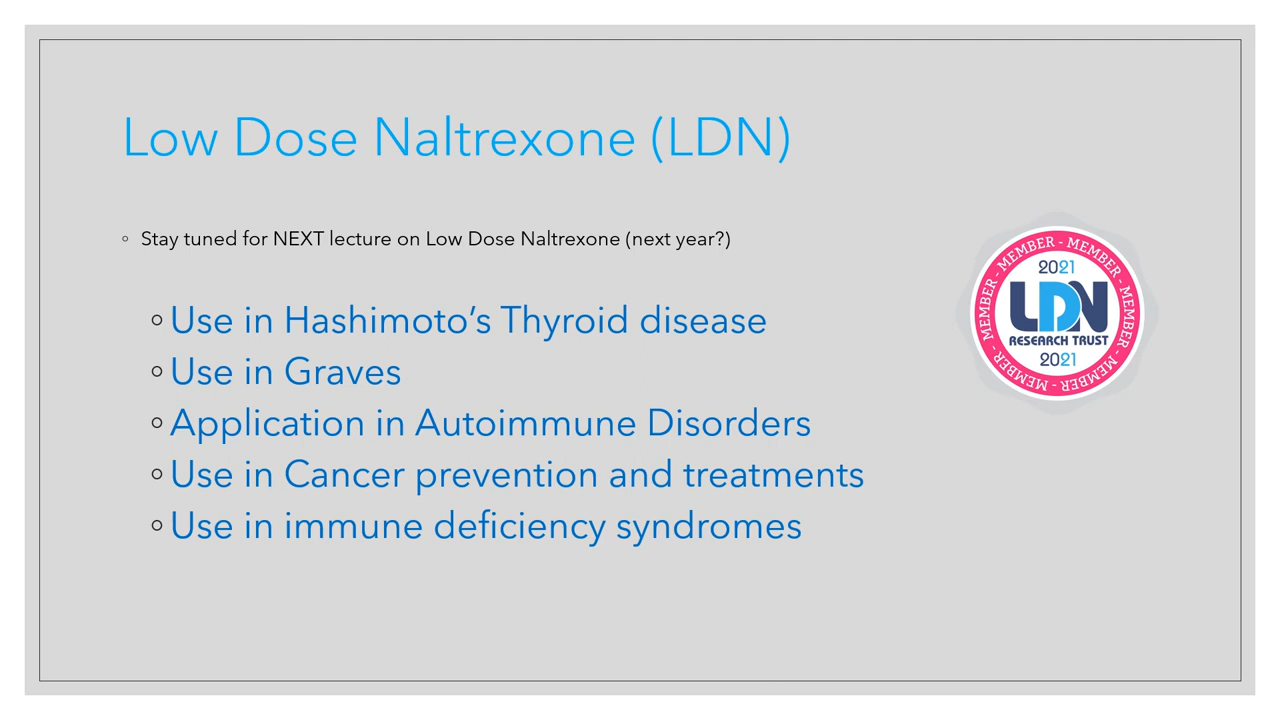 Low Dose Naltrexone (LDN)
◦ Stay tuned for NEXT lecture on Low Dose Naltrexone (next year?)
◦ Use in Hashimoto’s Thyroid disease
◦ Use in Graves
◦ Application in Autoimmune Disorders
◦ Use in Cancer prevention and treatments
◦ Use in immune deficiency syndromes
MEMBER - MEMBER - MEMBER - MEMBER - MEMBER - MEMBER -
2021
LDN
RESEARCH TRUST
2021